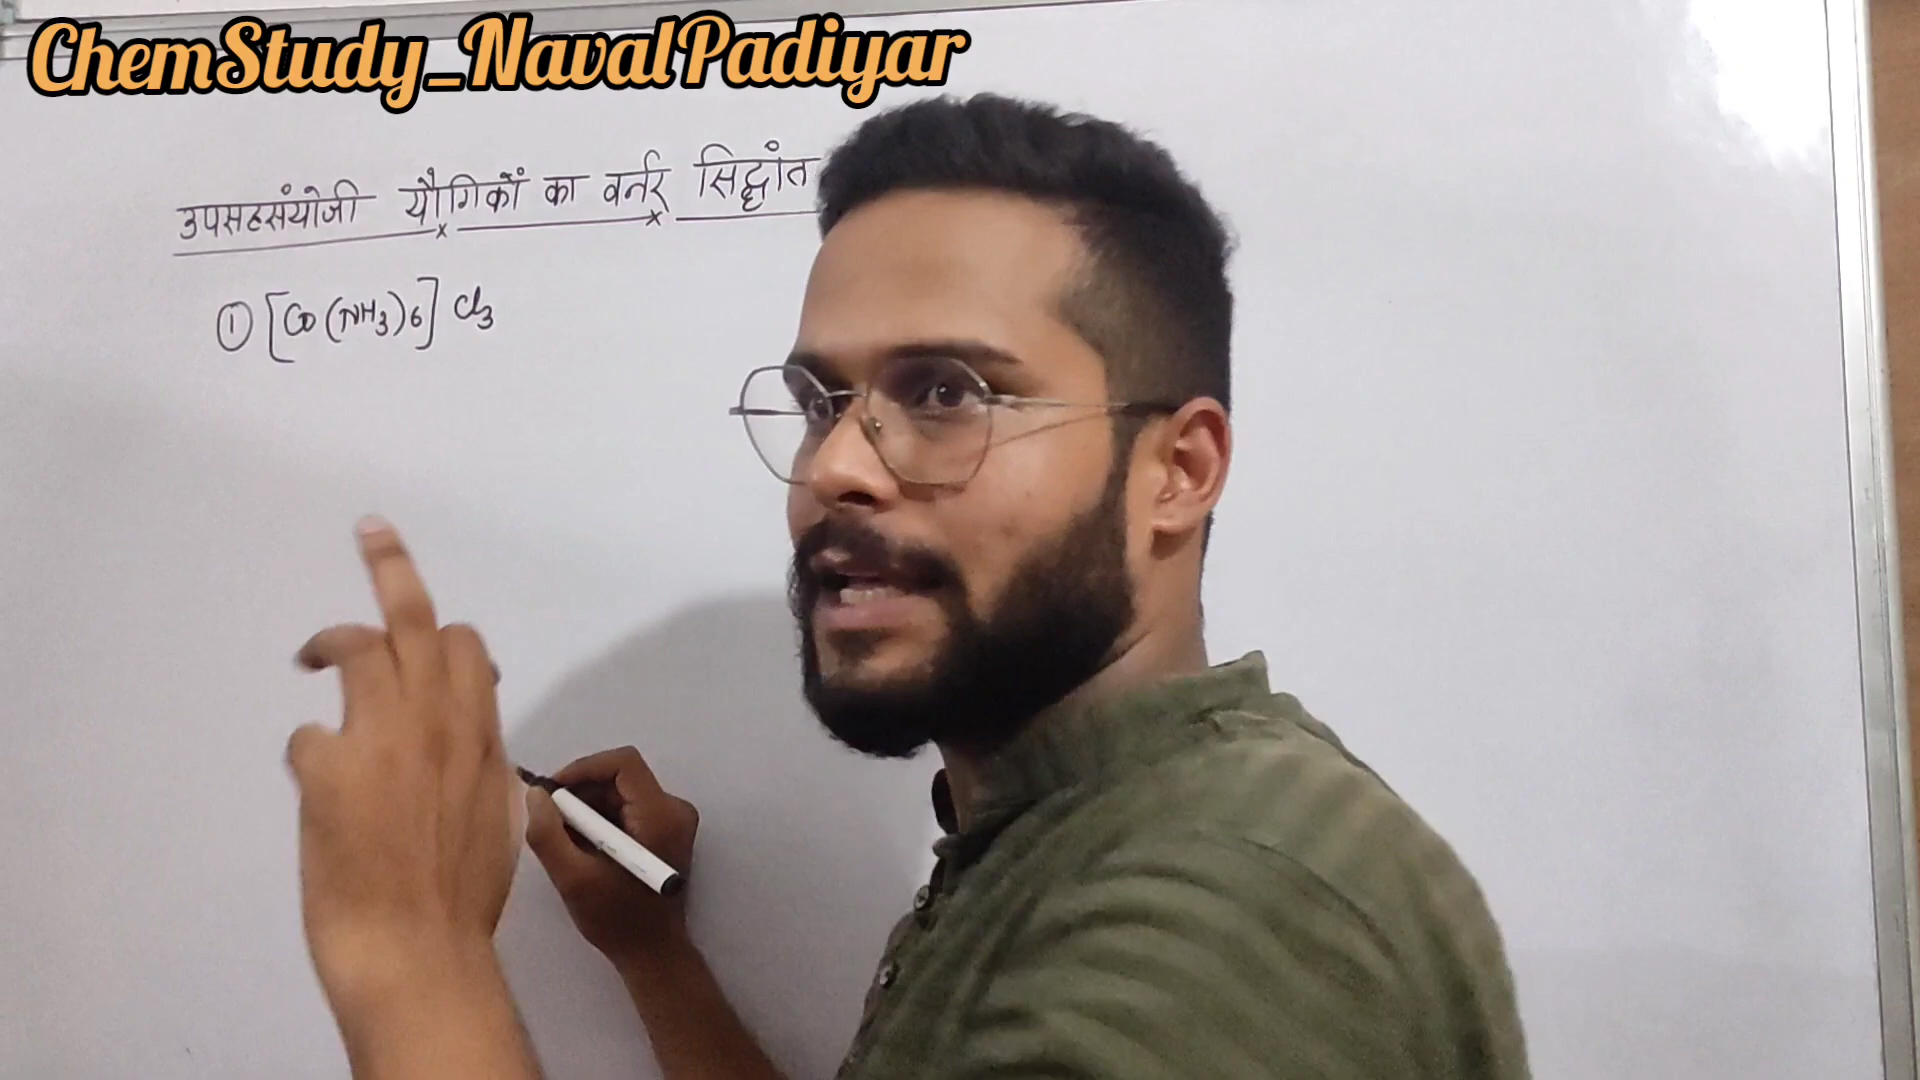 ChemStudy_NavalPadiyar
उपसहसंयोजी यौगिकों का वर्नर सिद्धांत
① [Co(NH₃)₆] Cl₃